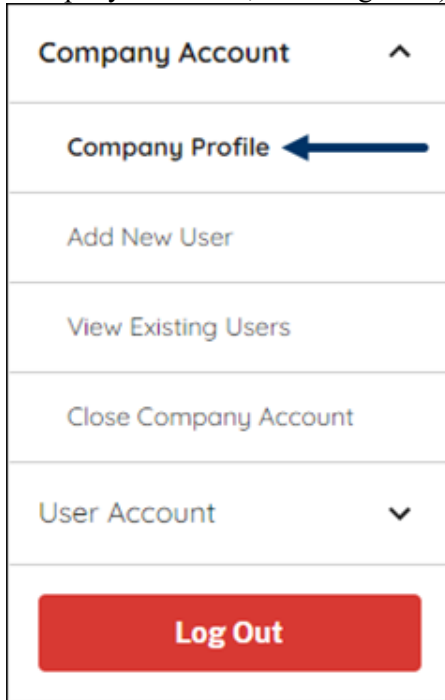 Company Account
Company Profile
Add New User
View Existing Users
Close Company Account
User Account
Log Out